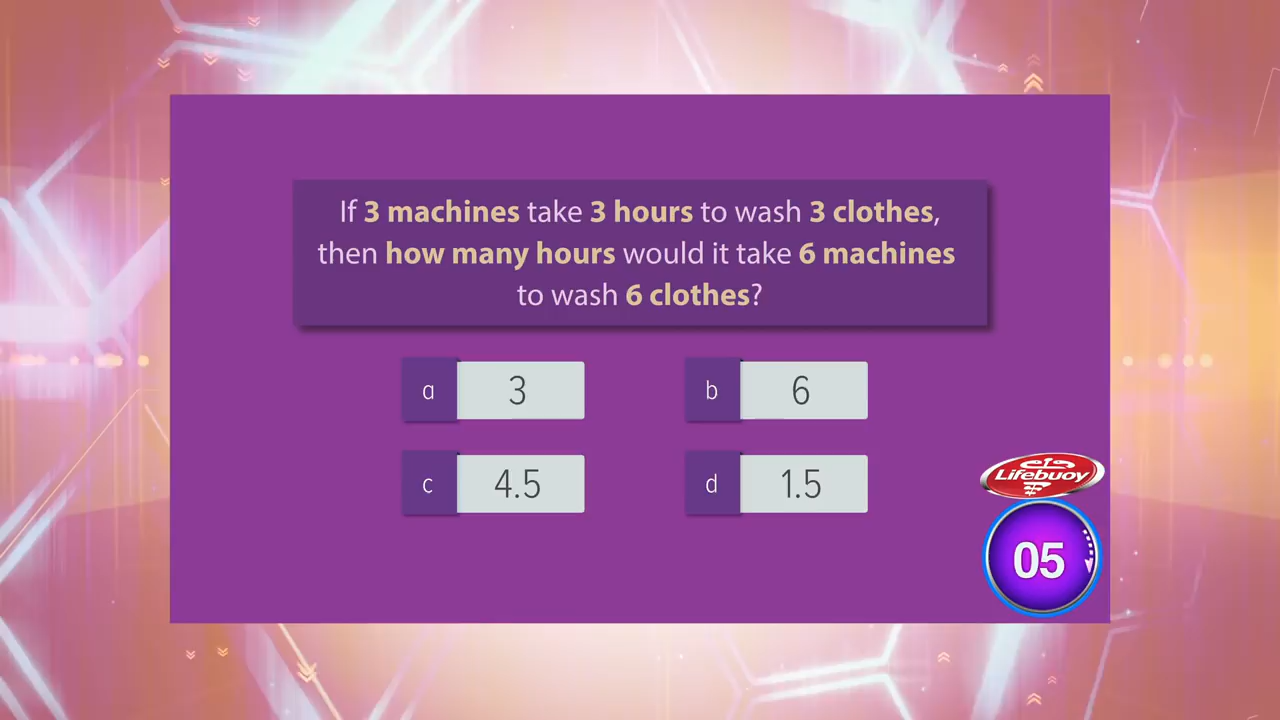 If 3 machines take 3 hours to wash 3 clothes,
then how many hours would it take 6 machines
to wash 6 clothes?
a 3
b 6
c 4.5
d 1.5
Lifebuoy
05